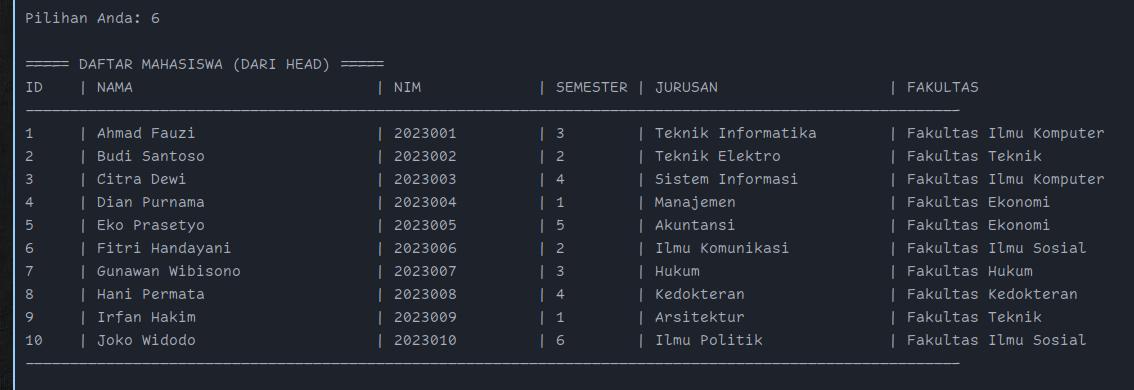 Pilihan Anda: 6
===== DAFTAR MAHASISWA (DARI HEAD) =====
ID | NAMA | NIM | SEMESTER | JURUSAN | FAKULTAS
1 | Ahmad Fauzi | 2023001 | 3 | Teknik Informatika | Fakultas Ilmu Komputer
2 | Budi Santoso | 2023002 | 2 | Teknik Elektro | Fakultas Teknik
3 | Citra Dewi | 2023003 | 4 | Sistem Informasi | Fakultas Ilmu Komputer
4 | Dian Purnama | 2023004 | 1 | Manajemen | Fakultas Ekonomi
5 | Eko Prasetyo | 2023005 | 5 | Akuntansi | Fakultas Ekonomi
6 | Fitri Handayani | 2023006 | 2 | Ilmu Komunikasi | Fakultas Ilmu Sosial
7 | Gunawan Wibisono | 2023007 | 3 | Hukum | Fakultas Hukum
8 | Hani Permata | 2023008 | 4 | Kedokteran | Fakultas Kedokteran
9 | Irfan Hakim | 2023009 | 1 | Arsitektur | Fakultas Teknik
10 | Joko Widodo | 2023010 | 6 | Ilmu Politik | Fakultas Ilmu Sosial